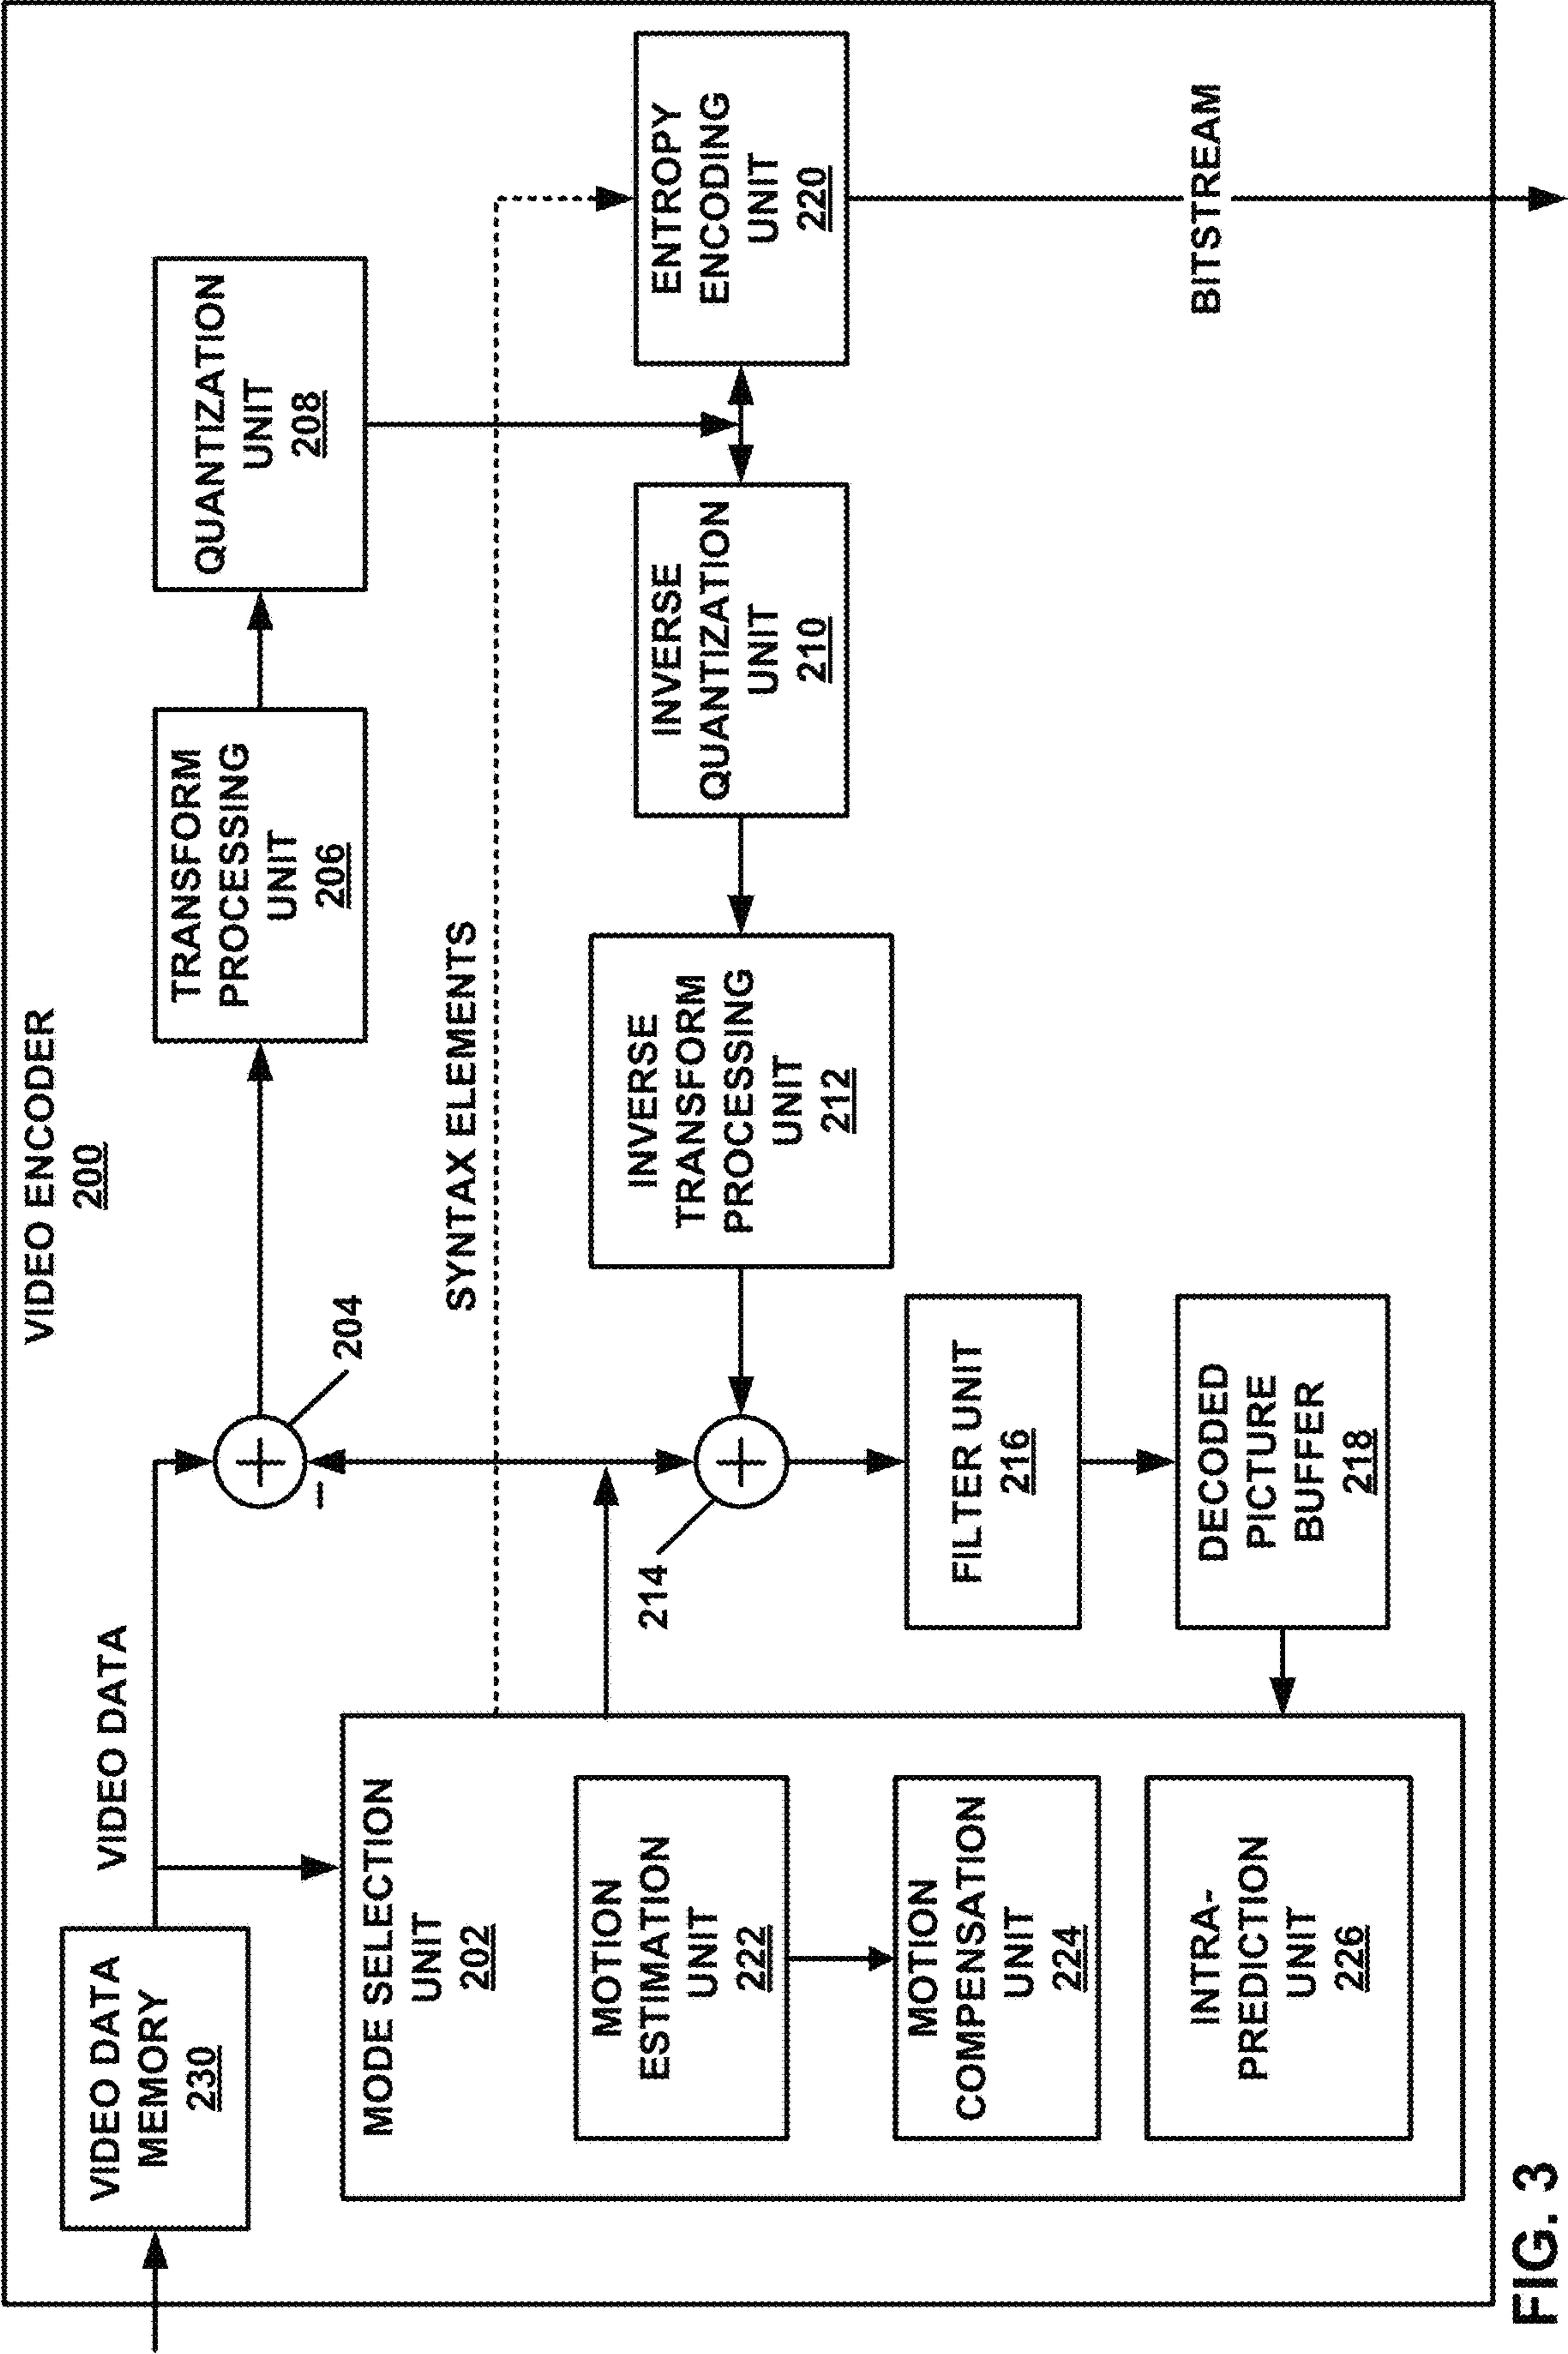 VIDEO ENCODER
200
VIDEO DATA
MEMORY
230
VIDEO DATA
204
TRANSFORM
PROCESSING
UNIT
206
QUANTIZATION
UNIT
208
MODE SELECTION
UNIT
202
SYNTAX ELEMENTS
MOTION
ESTIMATION
UNIT
222
214
INVERSE
TRANSFORM
PROCESSING
UNIT
212
INVERSE
QUANTIZATION
UNIT
210
ENTROPY
ENCODING
UNIT
220
MOTION
COMPENSATION
UNIT
224
FILTER UNIT
216
INTRA-
PREDICTION
UNIT
226
DECODED
PICTURE
BUFFER
218
BITSTREAM
FIG. 3